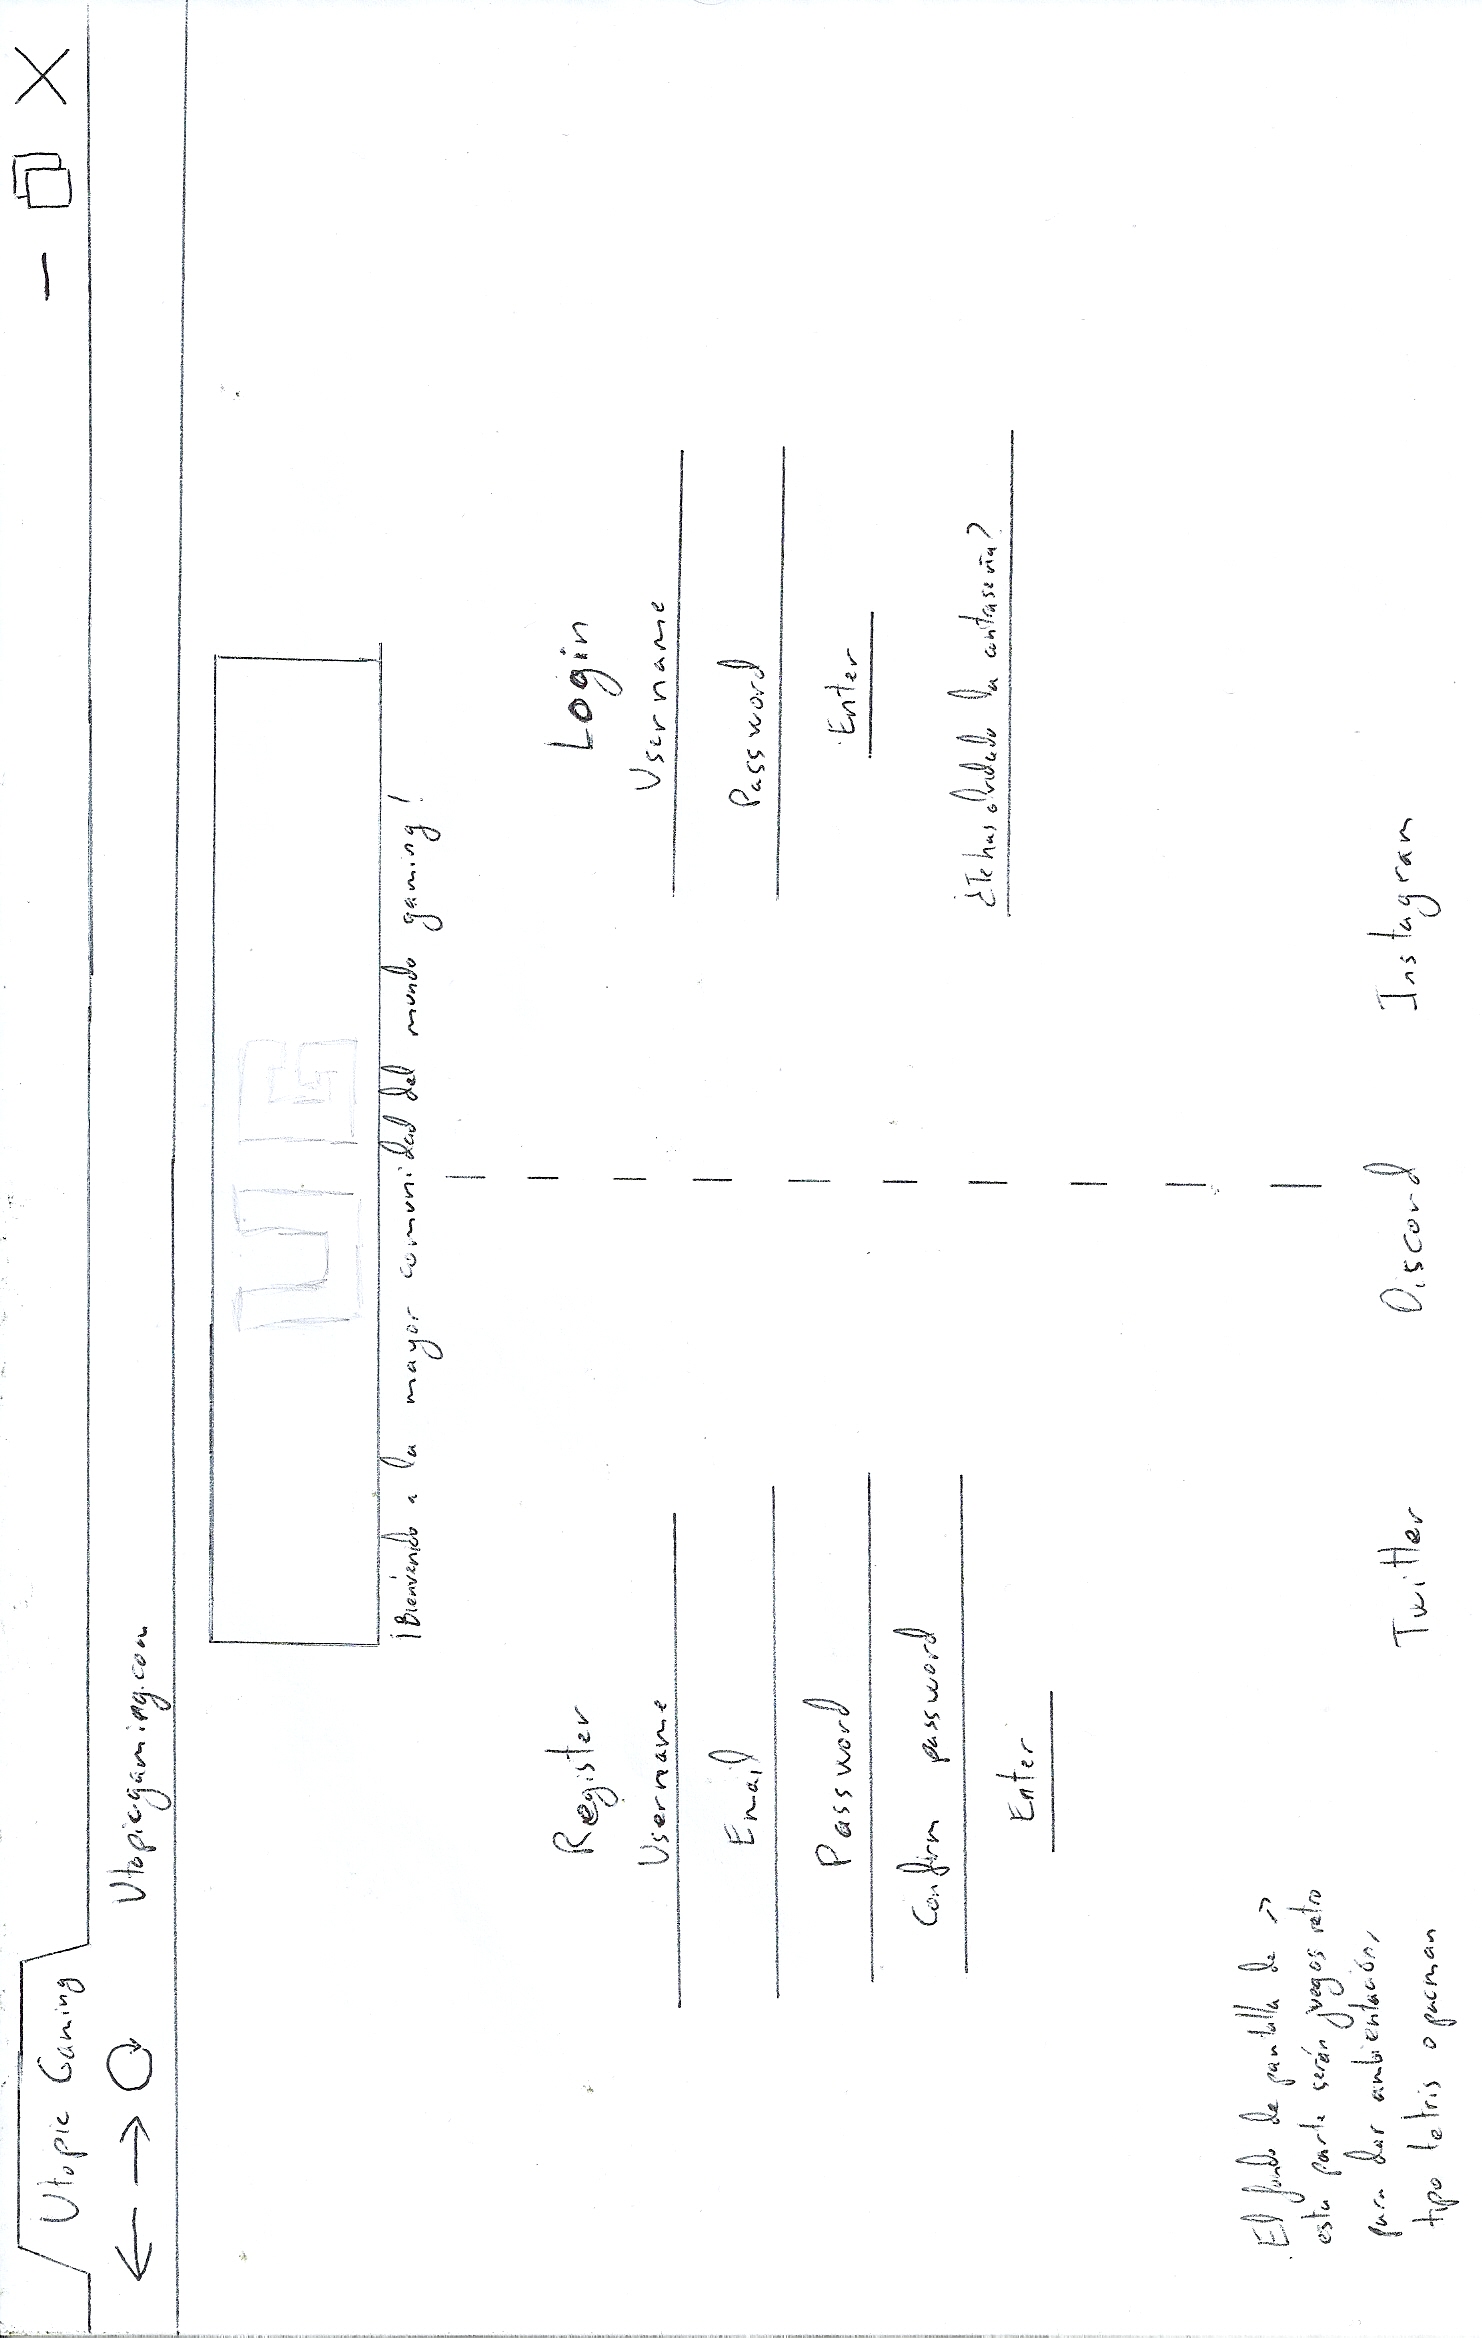 Utopic Gaming
Utopicgaming.com
UG
¡Bienvenido a la mayor comunidad del mundo gaming!
Register
Username
Email
Password
Confirm password
Enter
Login
Username
Password
Enter
¿Te has olvidado la contraseña?
El fondo de pantalla de
esta parte serán juegos retro
para dar ambientación,
tipo tetris o pacman
Twitter
Discord
Instagram